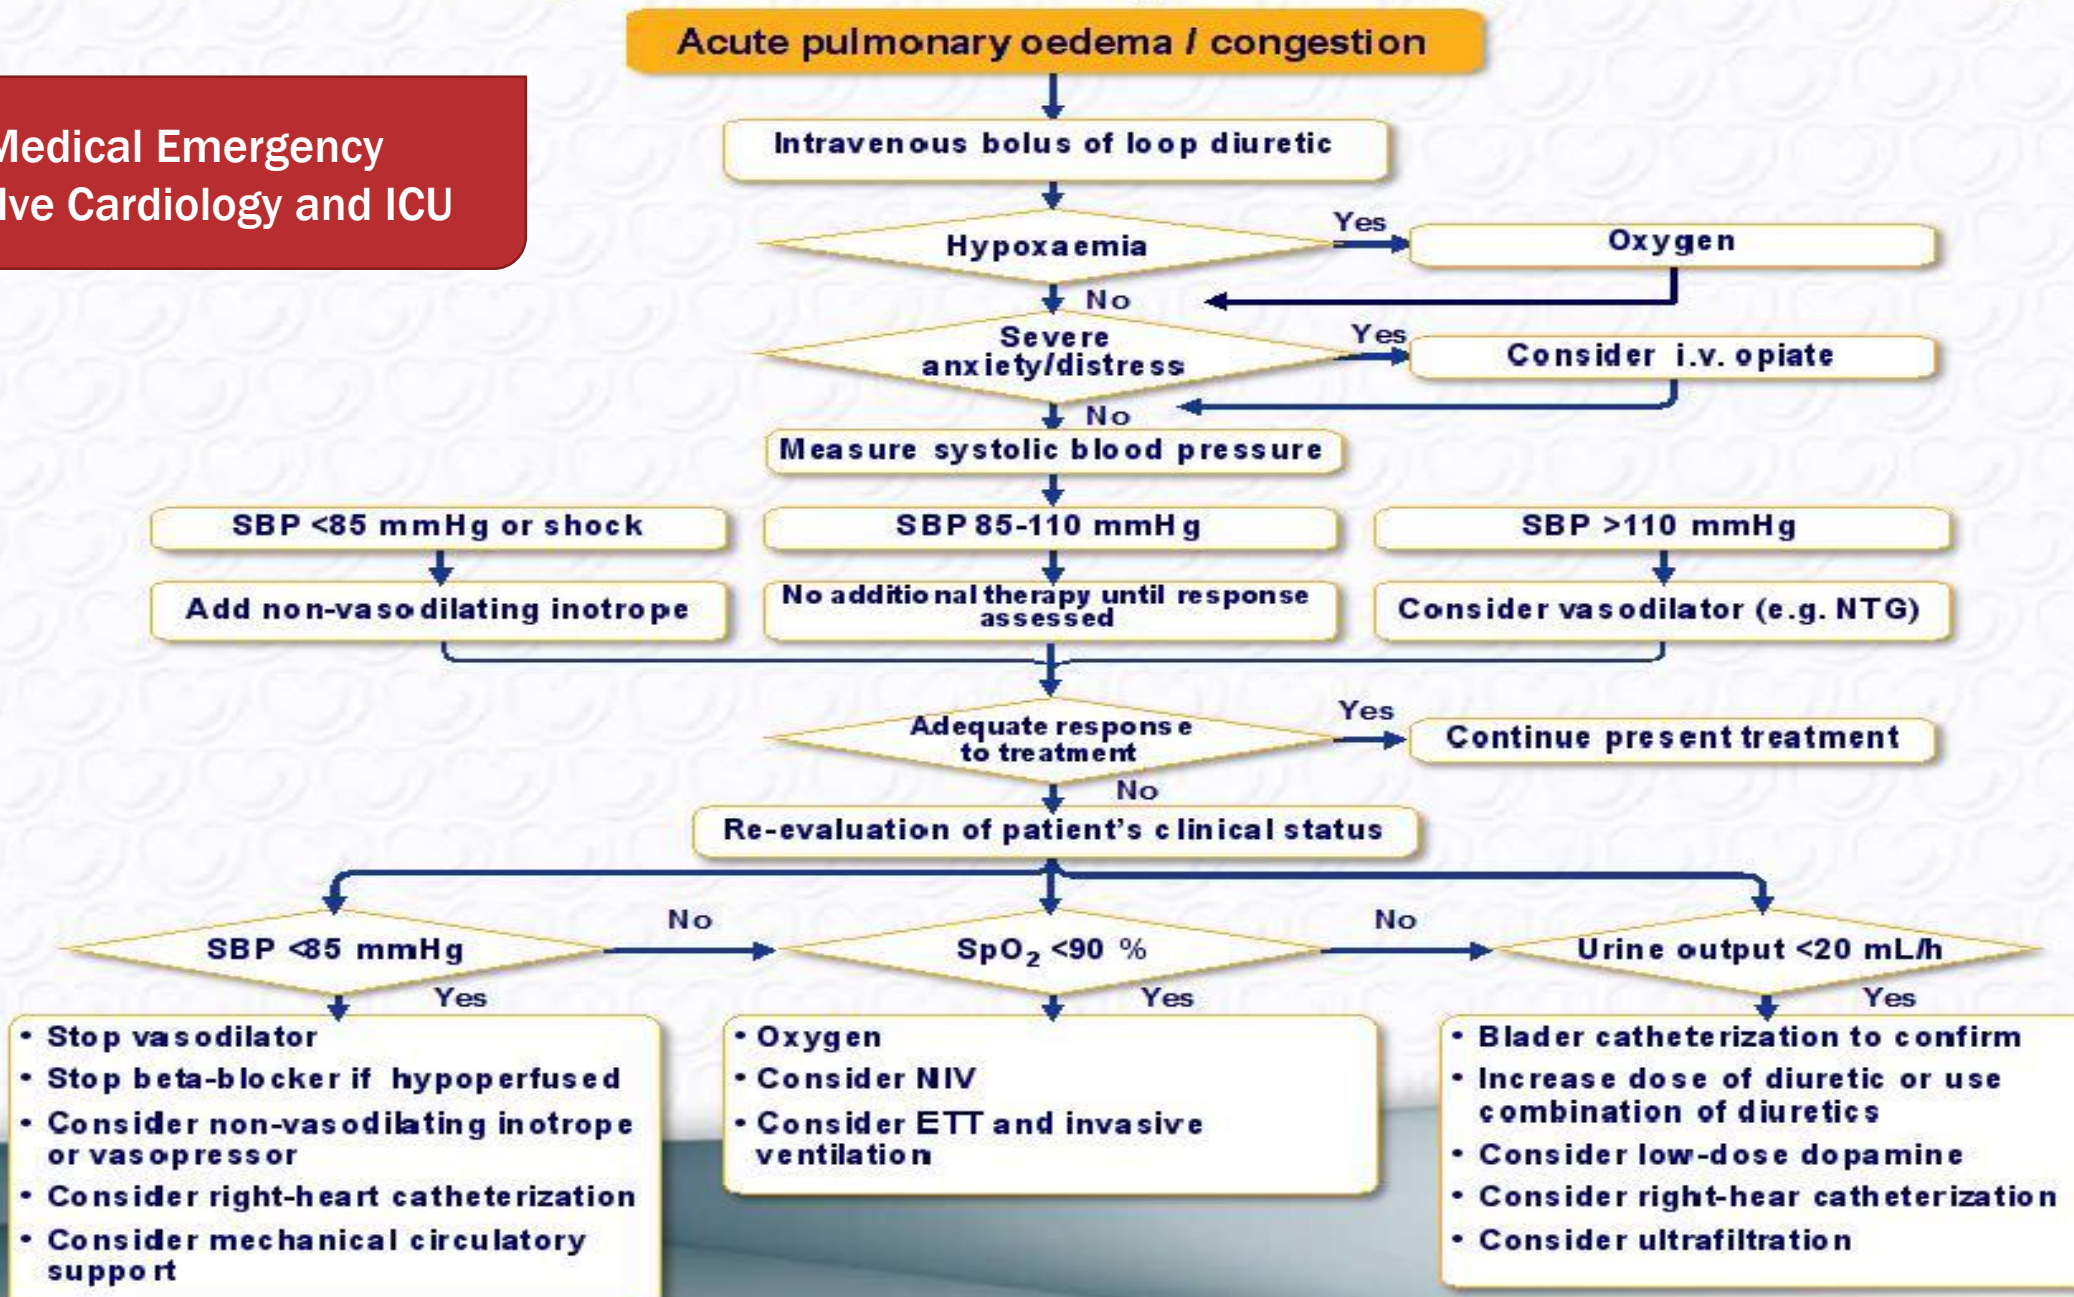 Acute pulmonary oedema / congestion
Medical Emergency
lve Cardiology and ICU
Intravenous bolus of loop diuretic
Hypoxaemia
Yes
Oxygen
No
Severe
anxiety/distress
Yes
Consider i.v. opiate
No
Measure systolic blood pressure
SBP <85 mmHg or shock
SBP 85-110 mmHg
SBP >110 mmHg
Add non-vasodilating inotrope
No additional therapy until response
assessed
Consider vasodilator (e.g. NTG)
Adequate response
to treatment
Yes
Continue present treatment
No
Re-evaluation of patient's clinical status
SBP <85 mmHg
No
SpO₂ <90 %
No
Urine output <20 mL/h
Yes
Yes
Yes
• Stop vasodilator
• Stop beta-blocker if hypoperfused
• Consider non-vasodilating inotrope
or vasopressor
• Consider right-heart catheterization
• Consider mechanical circulatory
support
• Oxygen
• Consider NIV
• Consider ETT and invasive
ventilation
• Blader catheterization to confirm
• Increase dose of diuretic or use
combination of diuretics
• Consider low-dose dopamine
• Consider right-hear catheterization
• Consider ultrafiltration